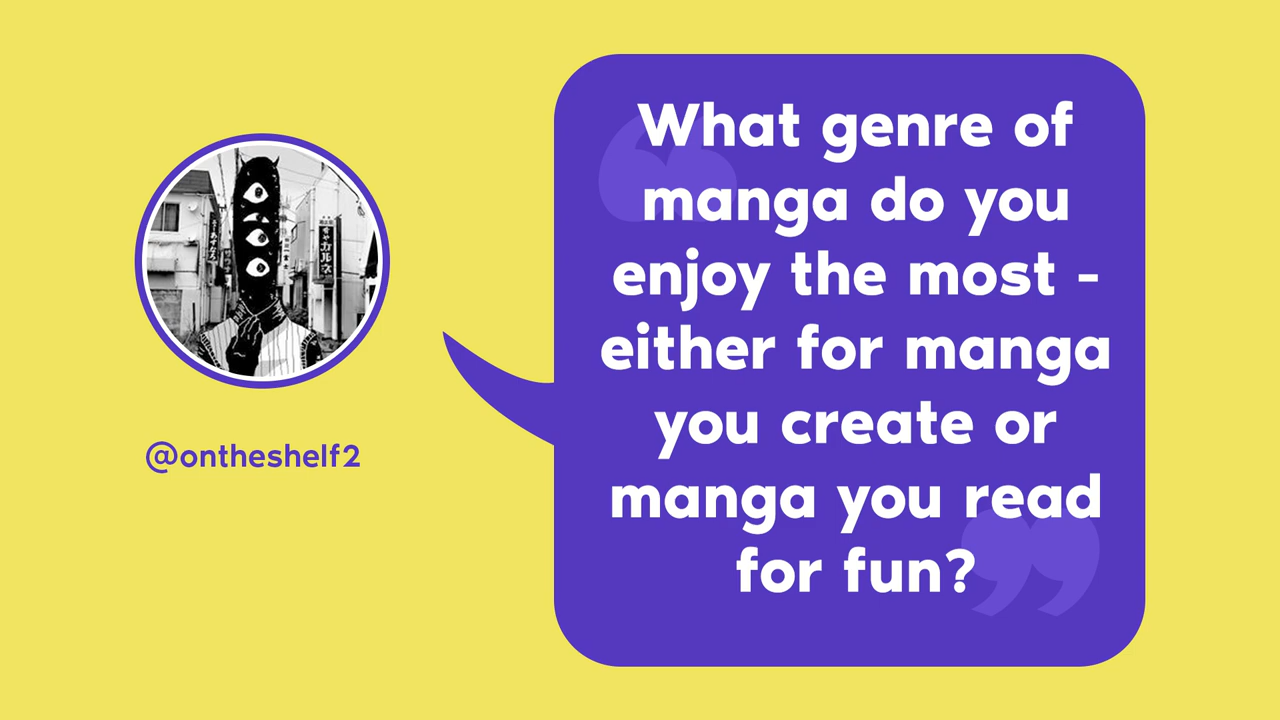 What genre of
manga do you
enjoy the most -
either for manga
you create or
manga you read
for fun?
@ontheshelf2